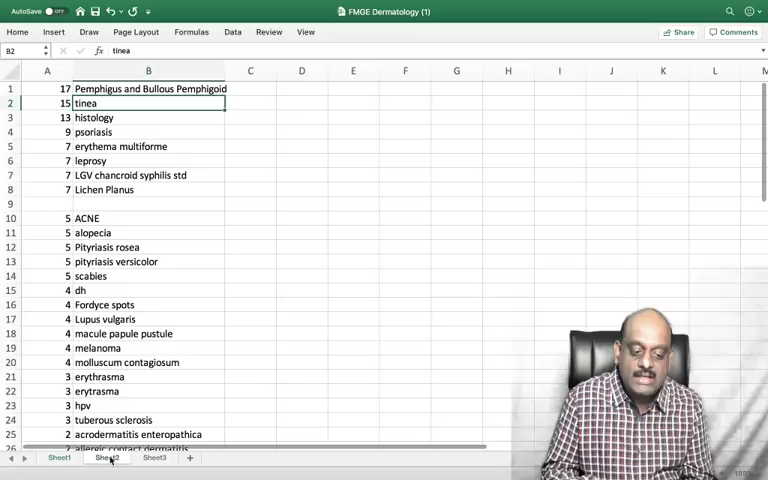 AutoSave OFF FMGE Dermatology (1)
Home Insert Draw Page Layout Formulas Data Review View Share Comments
B2 fx tinea
A B C D E F G H I J K L M
1 17 Pemphigus and Bullous Pemphigoid
2 15 tinea
3 13 histology
4 9 psoriasis
5 7 erythema multiforme
6 7 leprosy
7 7 LGV chancroid syphilis std
8 7 Lichen Planus
9
10 5 ACNE
11 5 alopecia
12 5 Pityriasis rosea
13 5 pityriasis versicolor
14 5 scabies
15 4 dh
16 4 Fordyce spots
17 4 Lupus vulgaris
18 4 macule papule pustule
19 4 melanoma
20 4 molluscum contagiosum
21 3 erythrasma
22 3 erytrasma
23 3 hpv
24 3 tuberous sclerosis
25 2 acrodermatitis enteropathica
26 2 allergic contact dermatitis
Sheet1 Sheet2 Sheet3 +